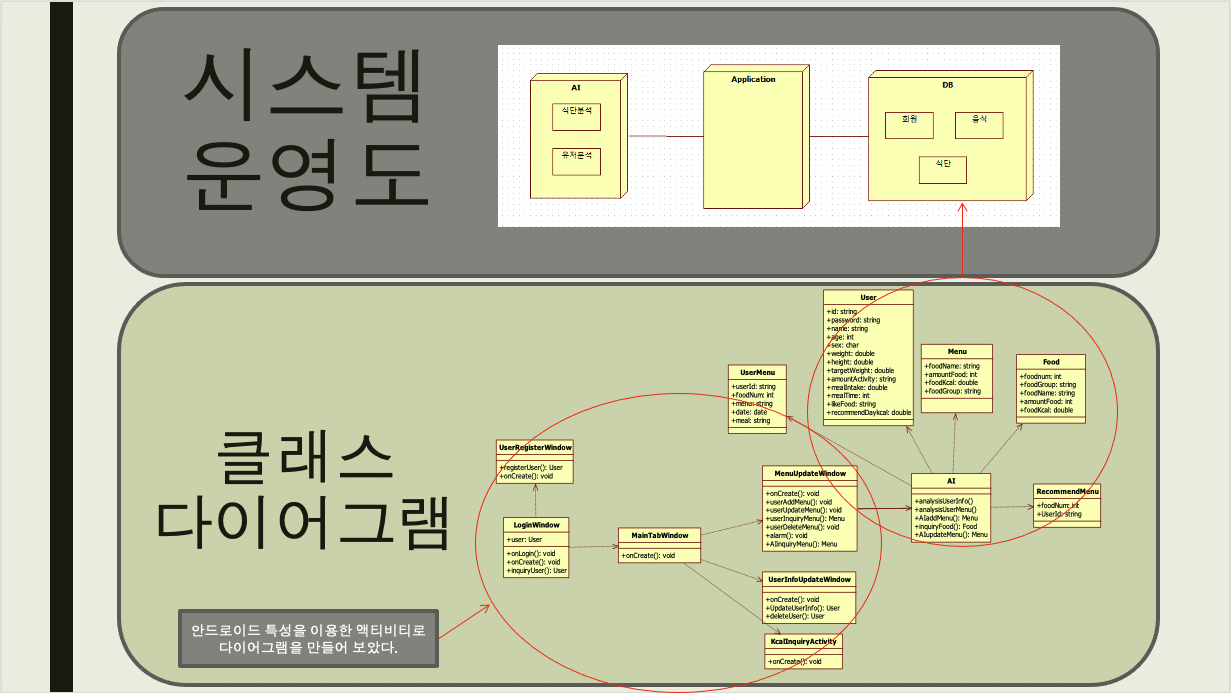 시스템
운영도
AI
식단분석
유저분석
Application
DB
회원
음식
식단
클래스
다이어그램
안드로이드 특성을 이용한 액티비티로
다이어그램을 만들어 보았다.
UserRegisterWindow
+registerUser(): User
+onCreate(): void
LoginWindow
+user: User
+onLogin(): void
+onCreate(): void
+inquiryUser(): User
MainTabWindow
+onCreate(): void
UserMenu
+userId: string
+foodNum: int
+menu: string
+date: date
+meal: string
User
+id: string
+password: string
+name: string
+age: int
+sex: char
+weight: double
+height: double
+targetWeight: double
+amountActivity: string
+mealIntake: double
+mealTime: int
+likeFood: string
+recommendDaykcal: double
Menu
+foodName: string
+amountFood: int
+foodKcal: double
+foodGroup: string
Food
+foodnum: int
+foodGroup: string
+foodName: string
+amountFood: int
+foodKcal: double
MenuUpdateWindow
+onCreate(): void
+userAddMenu(): void
+userUpdateMenu(): void
+userInquiryMenu(): Menu
+userDeleteMenu(): void
+alarm(): void
+AIinquiryMenu(): Menu
AI
+analysisUserInfo()
+analysisUserMenu()
+AIaddMenu(): Menu
+inquiryFood(): Food
+AIupdateMenu(): Menu
RecommendMenu
+foodNum: int
+UserId: string
UserInfoUpdateWindow
+onCreate(): void
+UpdateUserInfo(): User
+deleteUser(): User
KcalInquiryActivity
+onCreate(): void